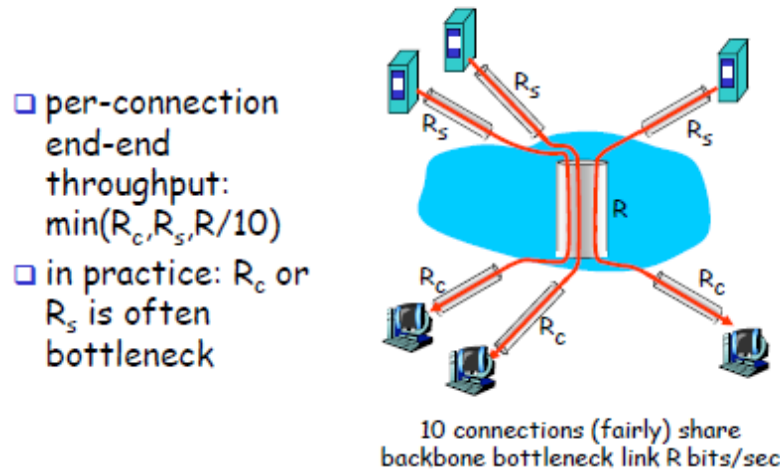 per-connection
end-end
throughput:
min(Rc,Rs,R/10)
in practice: Rc or
Rs is often
bottleneck
Rs
Rs
Rs
R
Rc
Rc
Rc
10 connections (fairly) share
backbone bottleneck link R bits/sec